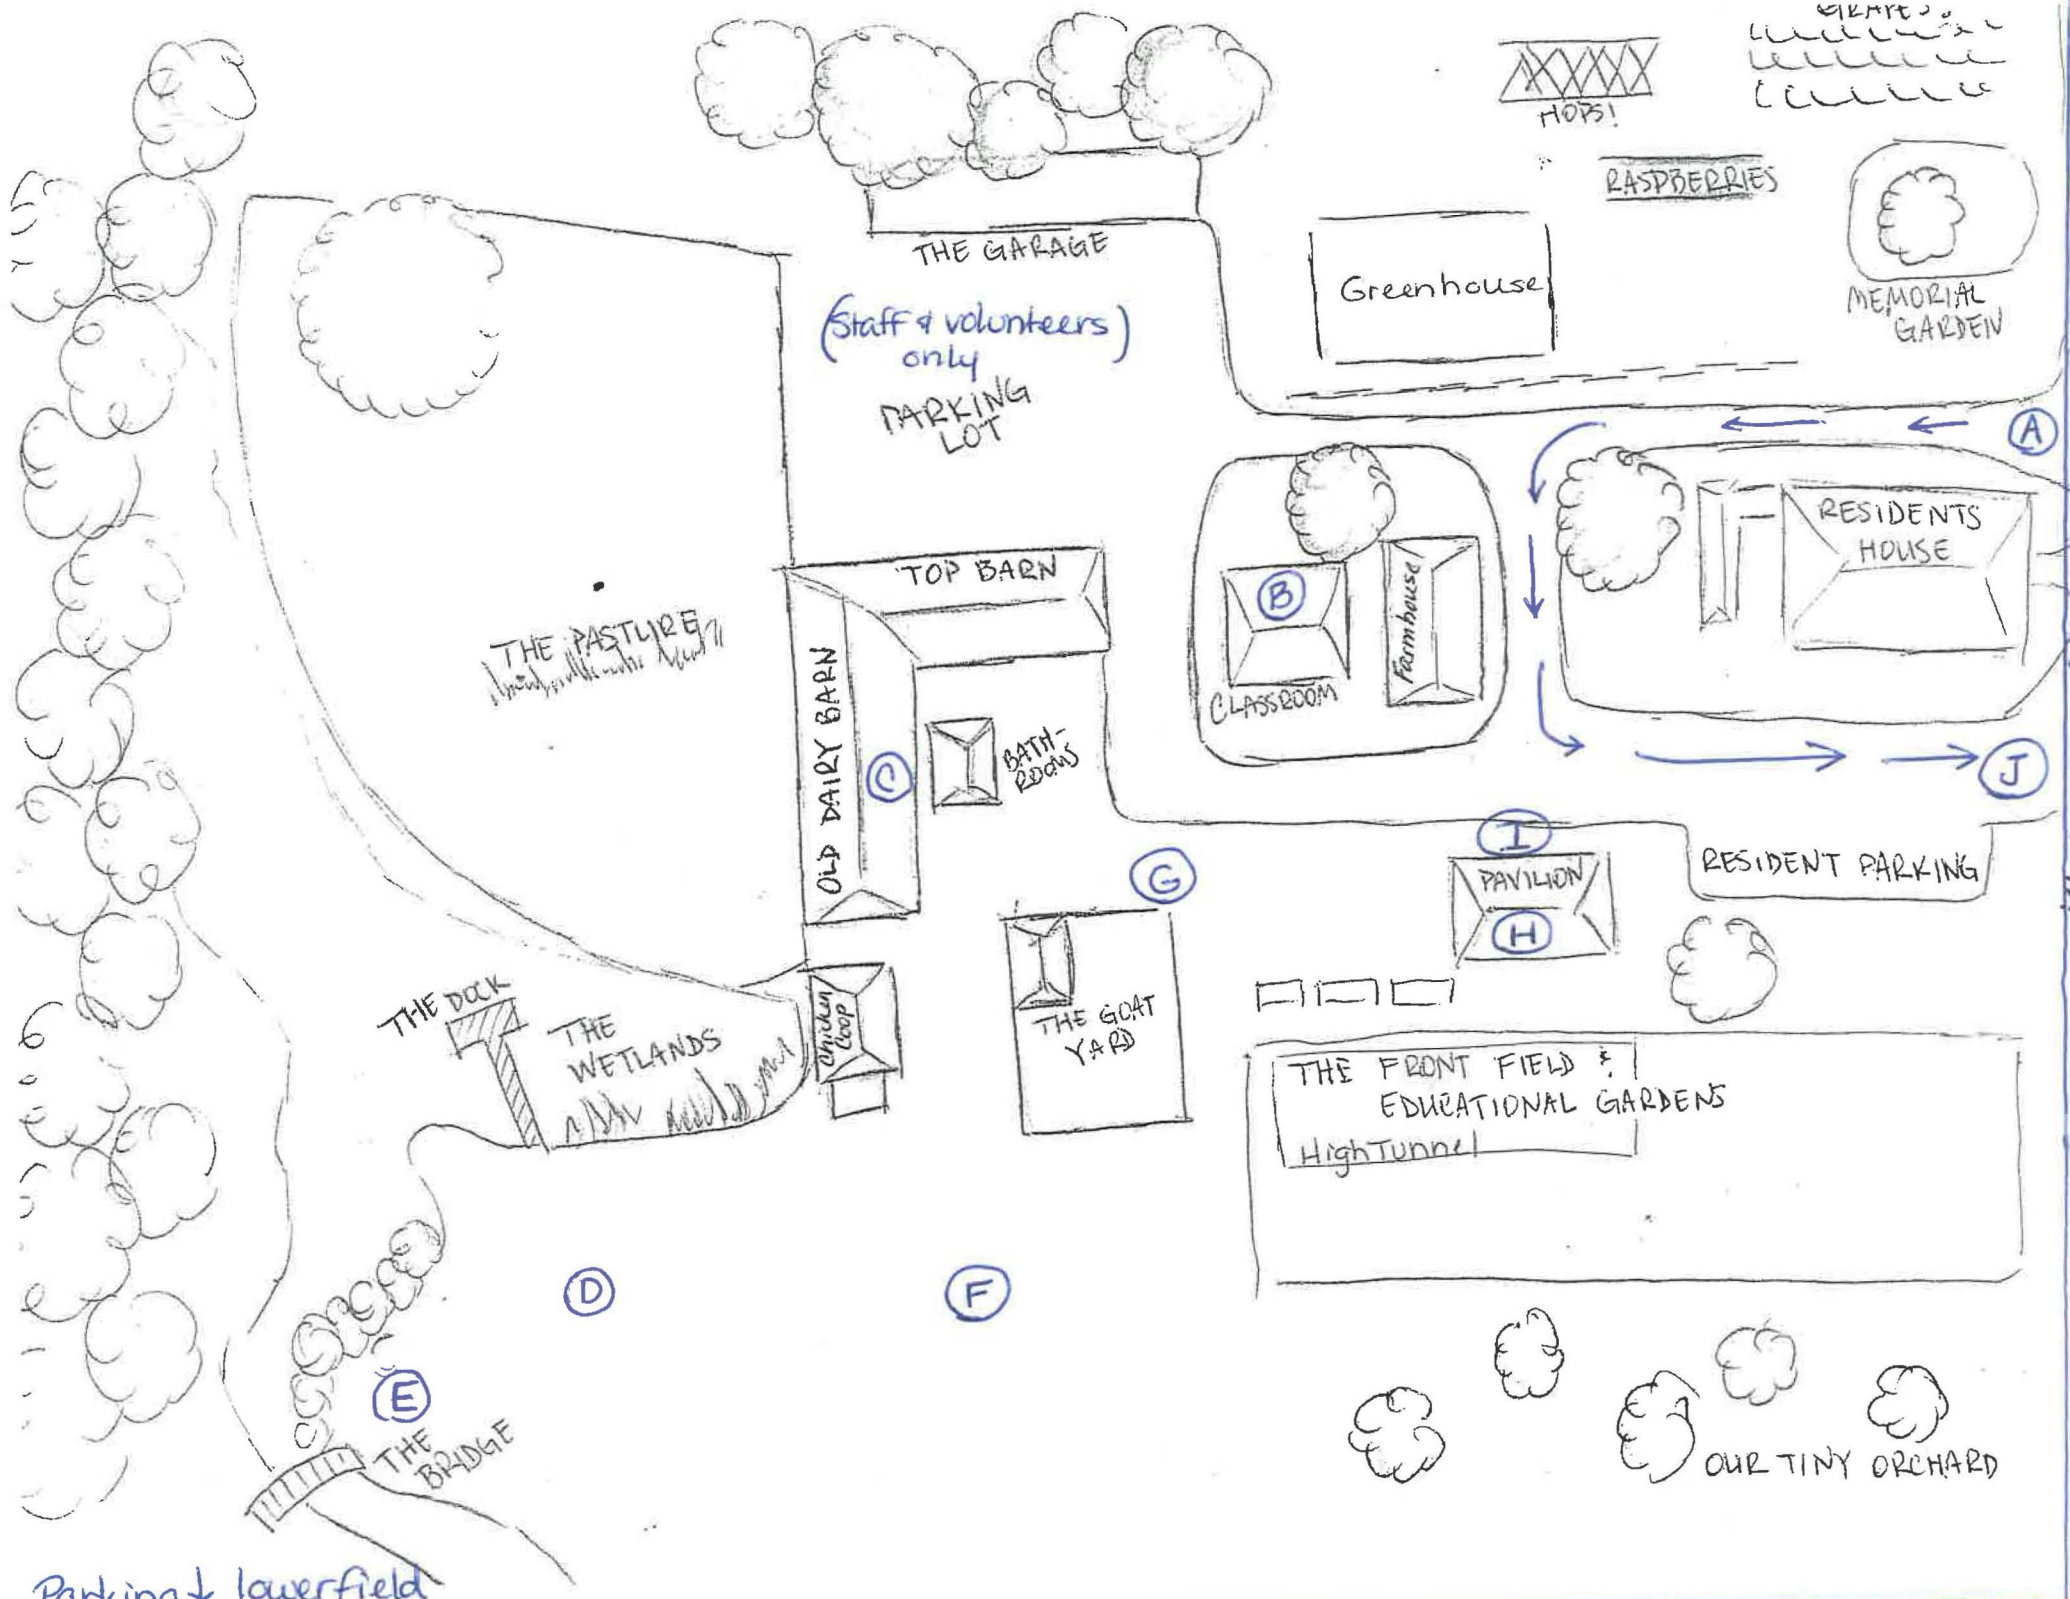 GRAPES!
HOPS!
RASPBERRIES
THE GARAGE
Greenhouse
MEMORIAL
GARDEN
(Staff & volunteers)
only
PARKING
LOT
A
RESIDENTS
HOUSE
TOP BARN
B
Farmhouse
CLASSROOM
THE PASTURE
OLD DAIRY BARN
C
BATH-
ROOMS
J
I
G
PAVILION
H
RESIDENT PARKING
THE DOCK
THE
WETLANDS
Chicken
Coop
THE GOAT
YARD
THE FRONT FIELD &
EDUCATIONAL GARDENS
High Tunnel
D
F
E
THE
BRIDGE
OUR TINY ORCHARD
Parking ↓ lowerfield